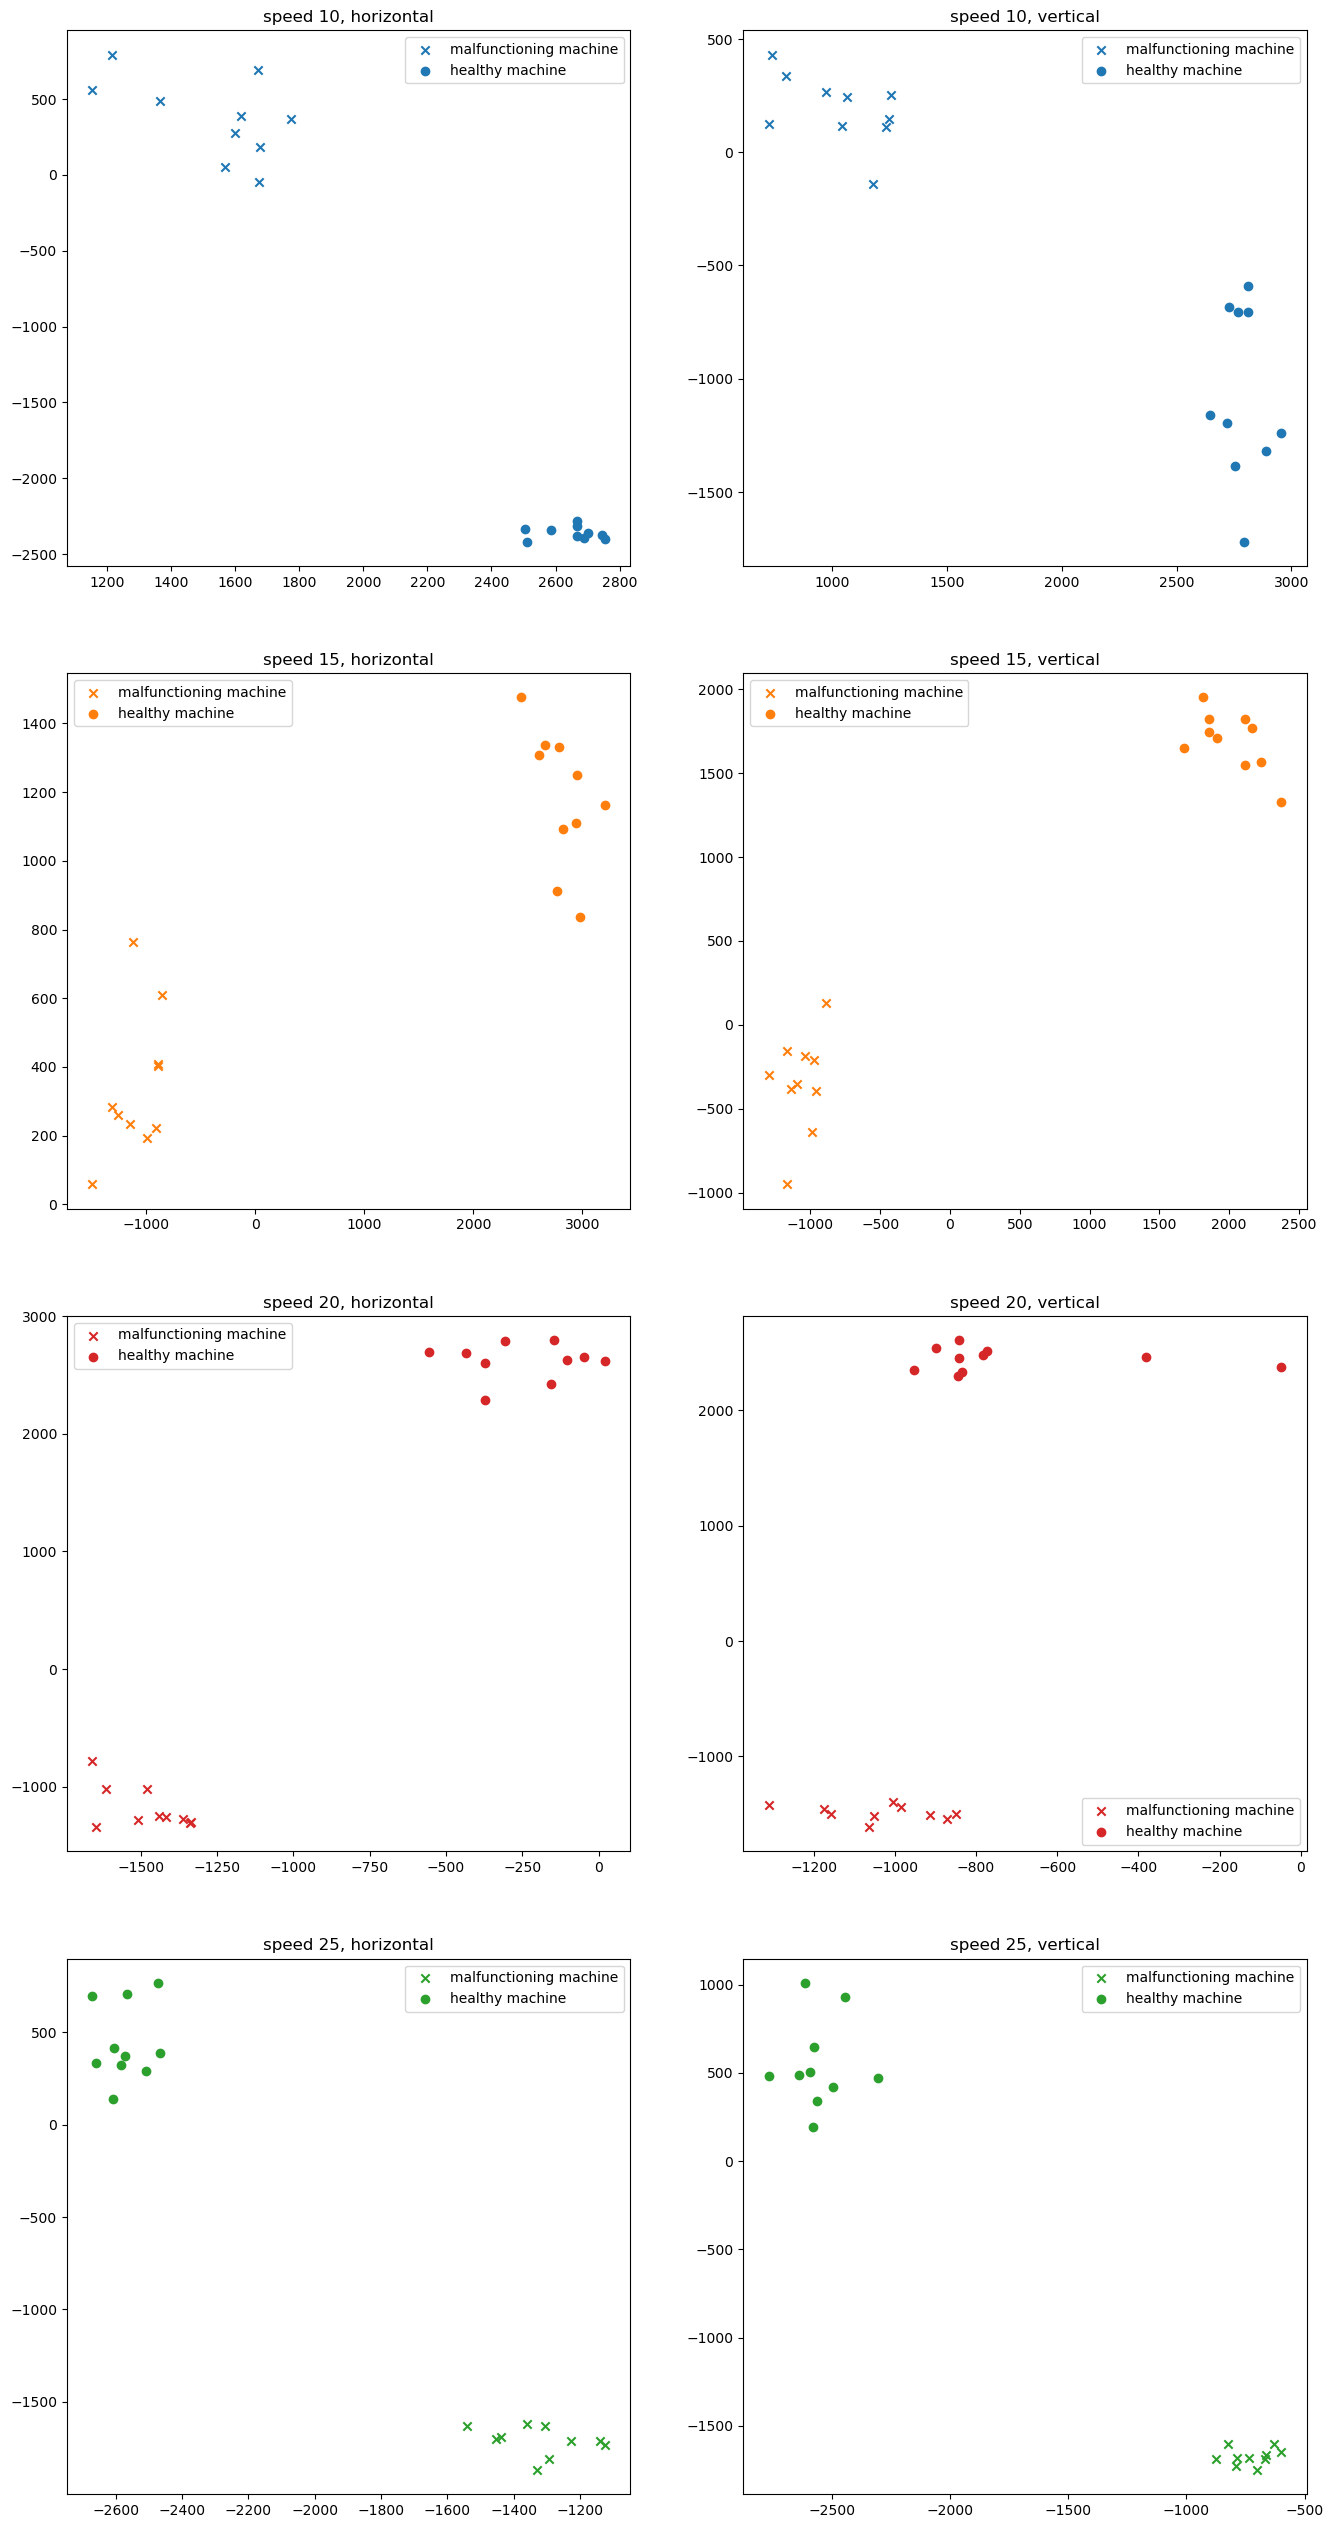 speed 10, horizontal
malfunctioning machine
healthy machine
500
0
−500
−1000
−1500
−2000
−2500
1200 1400 1600 1800 2000 2200 2400 2600 2800
speed 10, vertical
malfunctioning machine
healthy machine
500
0
−500
−1000
−1500
1000 1500 2000 2500 3000
speed 15, horizontal
malfunctioning machine
healthy machine
1400
1200
1000
800
600
400
200
0
−1000 0 1000 2000 3000
speed 15, vertical
malfunctioning machine
healthy machine
2000
1500
1000
500
0
−500
−1000
−1000 −500 0 500 1000 1500 2000 2500
speed 20, horizontal
malfunctioning machine
healthy machine
3000
2000
1000
0
−1000
−1500 −1250 −1000 −750 −500 −250 0
speed 20, vertical
2000
1000
0
−1000
malfunctioning machine
healthy machine
−1200 −1000 −800 −600 −400 −200 0
speed 25, horizontal
malfunctioning machine
healthy machine
500
0
−500
−1000
−1500
−2600 −2400 −2200 −2000 −1800 −1600 −1400 −1200
speed 25, vertical
malfunctioning machine
healthy machine
1000
500
0
−500
−1000
−1500
−2500 −2000 −1500 −1000 −500